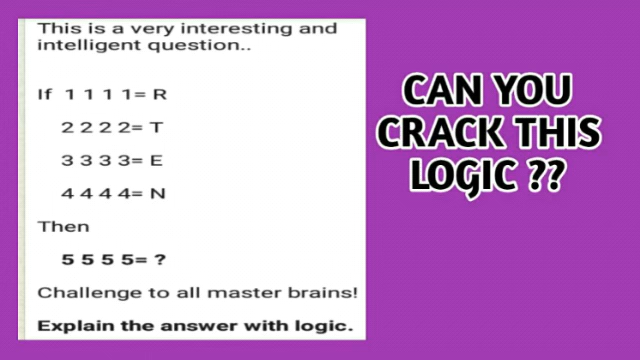 This is a very interesting and
intelligent question..
If 1 1 1 1= R
2 2 2 2= T
3 3 3 3= E
4 4 4 4= N
Then
5 5 5 5= ?
Challenge to all master brains!
Explain the answer with logic.
CAN YOU
CRACK THIS
LOGIC ??